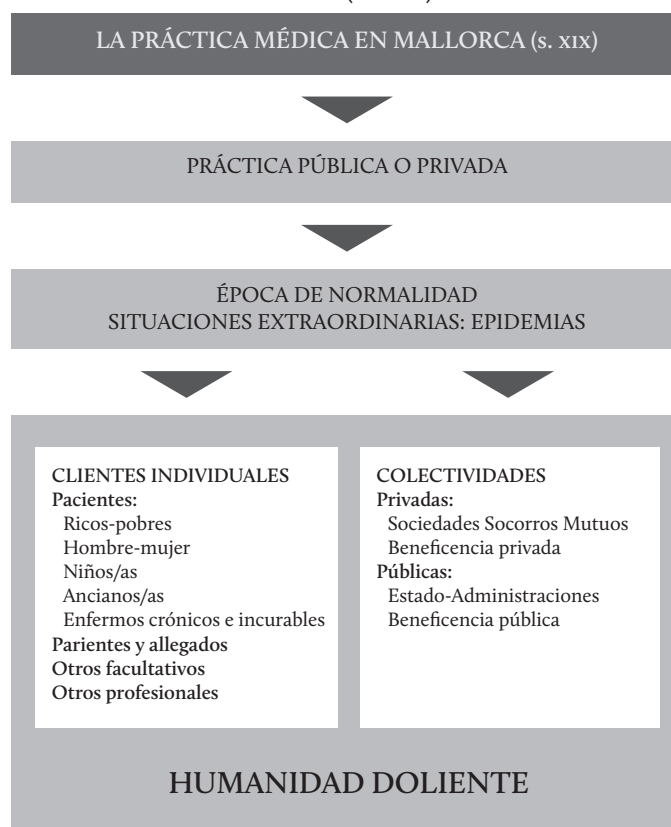 LA PRÁCTICA MÉDICA EN MALLORCA (s. XIX)
PRÁCTICA PÚBLICA O PRIVADA
ÉPOCA DE NORMALIDAD
SITUACIONES EXTRAORDINARIAS: EPIDEMIAS
CLIENTES INDIVIDUALES
Pacientes:
Ricos-pobres
Hombre-mujer
Niños/as
Ancianos/as
Enfermos crónicos e incurables
Parientes y allegados
Otros facultativos
Otros profesionales
COLECTIVIDADES
Privadas:
Sociedades Socorros Mutuos
Beneficencia privada
Públicas:
Estado-Administraciones
Beneficencia pública
HUMANIDAD DOLIENTE